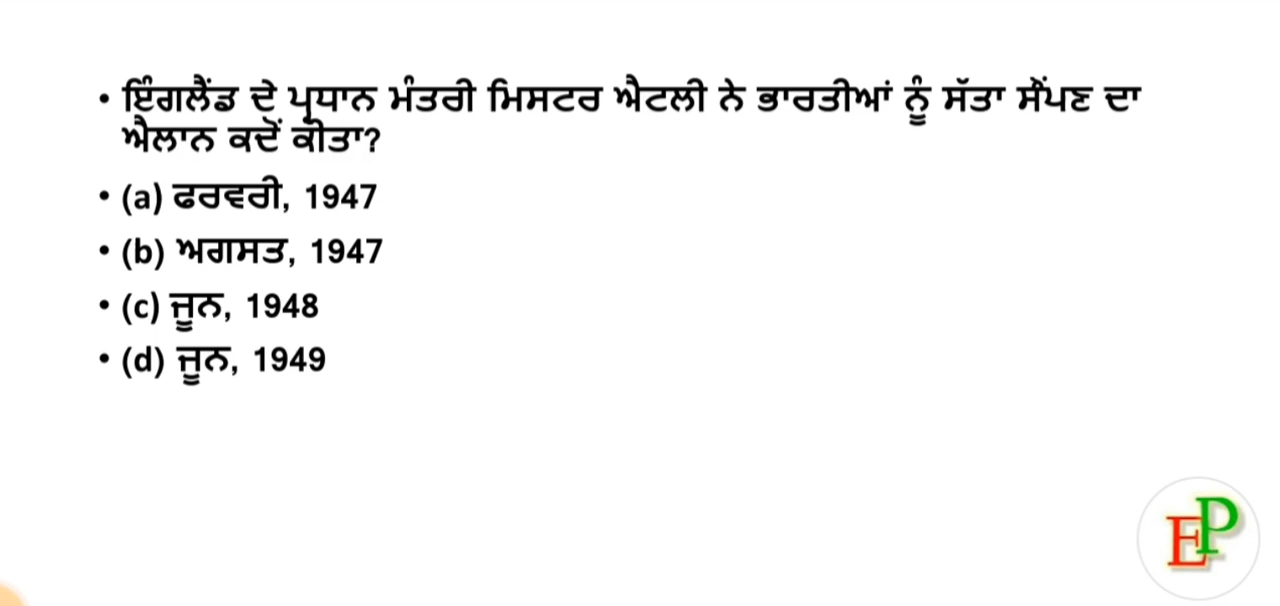 • ਇੰਗਲੈਂਡ ਦੇ ਪ੍ਰਧਾਨ ਮੰਤਰੀ ਮਿਸਟਰ ਐਟਲੀ ਨੇ ਭਾਰਤੀਆਂ ਨੂੰ ਸੱਤਾ ਸੌਂਪਣ ਦਾ
ਐਲਾਨ ਕਦੋਂ ਕੀਤਾ?
• (a) ਫਰਵਰੀ, 1947
• (b) ਅਗਸਤ, 1947
• (c) ਜੂਨ, 1948
• (d) ਜੂਨ, 1949
EP